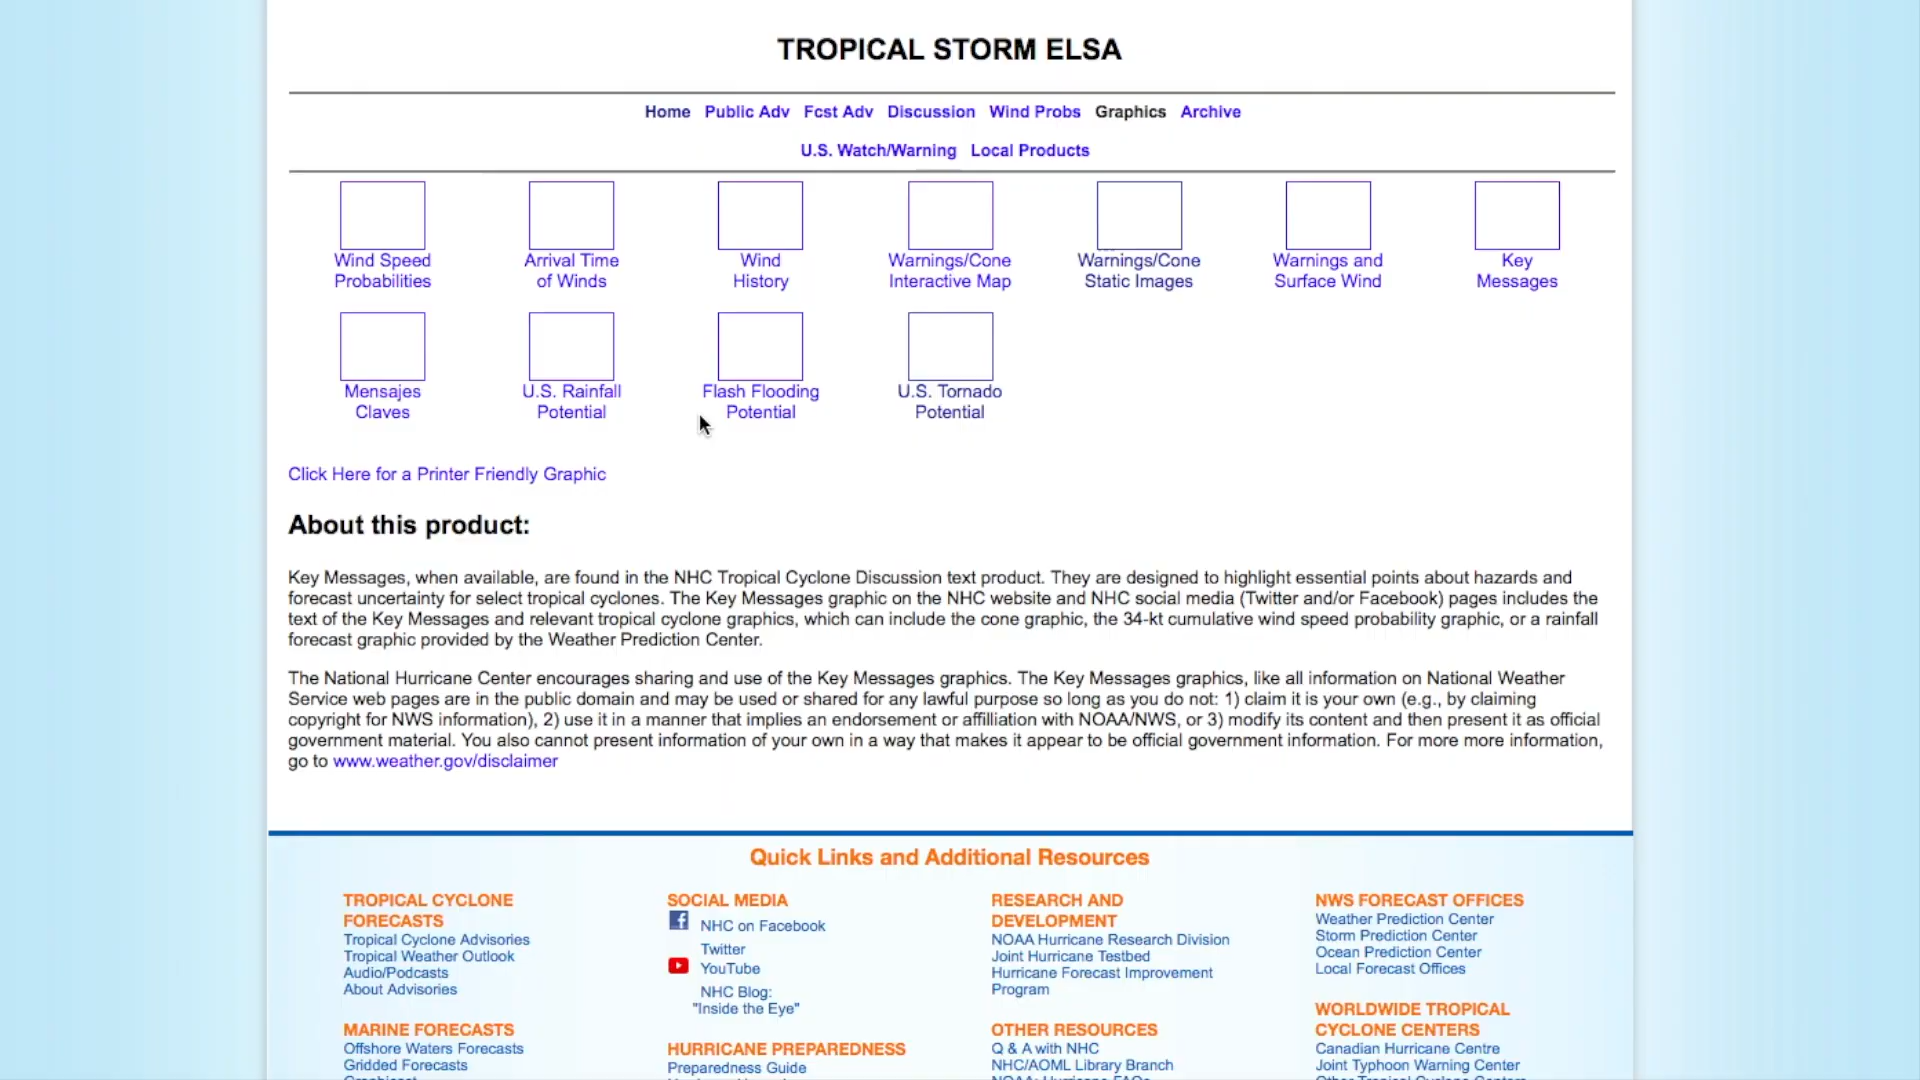 TROPICAL STORM ELSA
Home Public Adv Fcst Adv Discussion Wind Probs Graphics Archive
U.S. Watch/Warning Local Products
Wind Speed Probabilities
Arrival Time of Winds
Wind History
Warnings/Cone Interactive Map
Warnings/Cone Static Images
Warnings and Surface Wind
Key Messages
Mensajes Claves
U.S. Rainfall Potential
Flash Flooding Potential
U.S. Tornado Potential
Click Here for a Printer Friendly Graphic
About this product:
Key Messages, when available, are found in the NHC Tropical Cyclone Discussion text product. They are designed to highlight essential points about hazards and
forecast uncertainty for select tropical cyclones. The Key Messages graphic on the NHC website and NHC social media (Twitter and/or Facebook) pages includes the
text of the Key Messages and relevant tropical cyclone graphics, which can include the cone graphic, the 34-kt cumulative wind speed probability graphic, or a rainfall
forecast graphic provided by the Weather Prediction Center.
The National Hurricane Center encourages sharing and use of the Key Messages graphics. The Key Messages graphics, like all information on National Weather
Service web pages are in the public domain and may be used or shared for any lawful purpose so long as you do not: 1) claim it is your own (e.g., by claiming
copyright for NWS information), 2) use it in a manner that implies an endorsement or affilliation with NOAA/NWS, or 3) modify its content and then present it as official
government material. You also cannot present information of your own in a way that makes it appear to be official government information. For more more information,
go to www.weather.gov/disclaimer
Quick Links and Additional Resources
TROPICAL CYCLONE
FORECASTS
Tropical Cyclone Advisories
Tropical Weather Outlook
Audio/Podcasts
About Advisories
MARINE FORECASTS
Offshore Waters Forecasts
Gridded Forecasts
SOCIAL MEDIA
NHC on Facebook
Twitter
YouTube
NHC Blog:
"Inside the Eye"
HURRICANE PREPAREDNESS
Preparedness Guide
RESEARCH AND
DEVELOPMENT
NOAA Hurricane Research Division
Joint Hurricane Testbed
Hurricane Forecast Improvement
Program
OTHER RESOURCES
Q & A with NHC
NHC/AOML Library Branch
NWS FORECAST OFFICES
Weather Prediction Center
Storm Prediction Center
Ocean Prediction Center
Local Forecast Offices
WORLDWIDE TROPICAL
CYCLONE CENTERS
Canadian Hurricane Centre
Joint Typhoon Warning Center